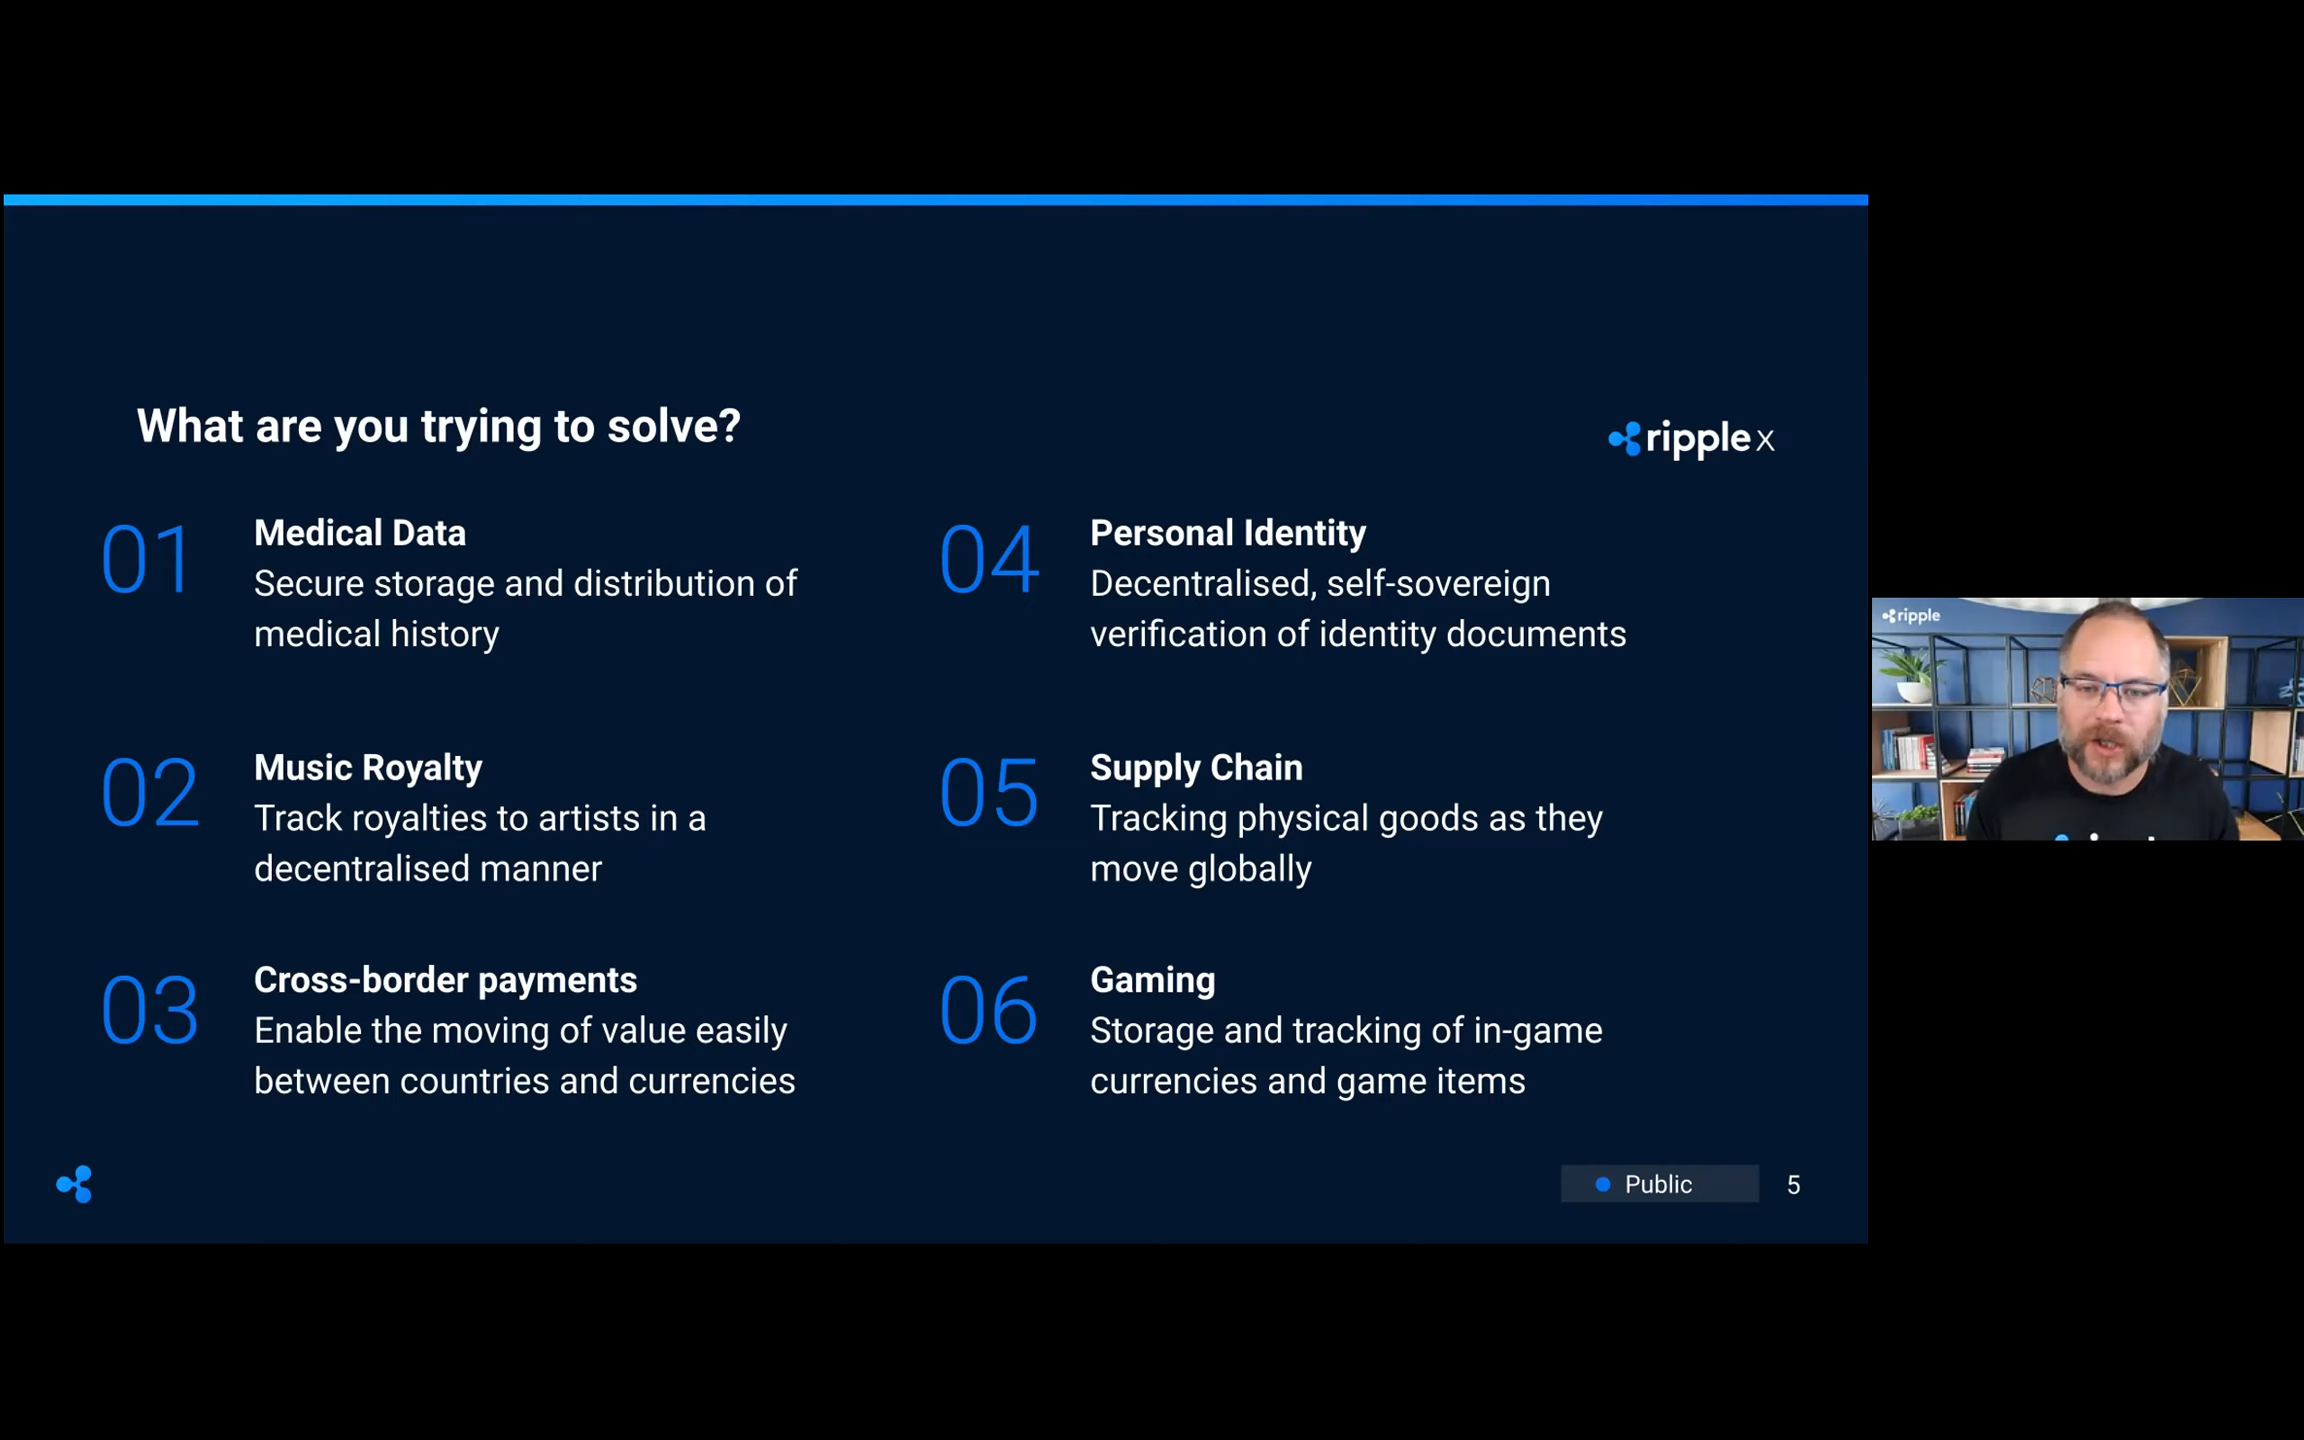 What are you trying to solve?
ripple x
01
Medical Data
Secure storage and distribution of
medical history
02
Music Royalty
Track royalties to artists in a
decentralised manner
03
Cross-border payments
Enable the moving of value easily
between countries and currencies
04
Personal Identity
Decentralised, self-sovereign
verification of identity documents
05
Supply Chain
Tracking physical goods as they
move globally
06
Gaming
Storage and tracking of in-game
currencies and game items
Public
5
ripple